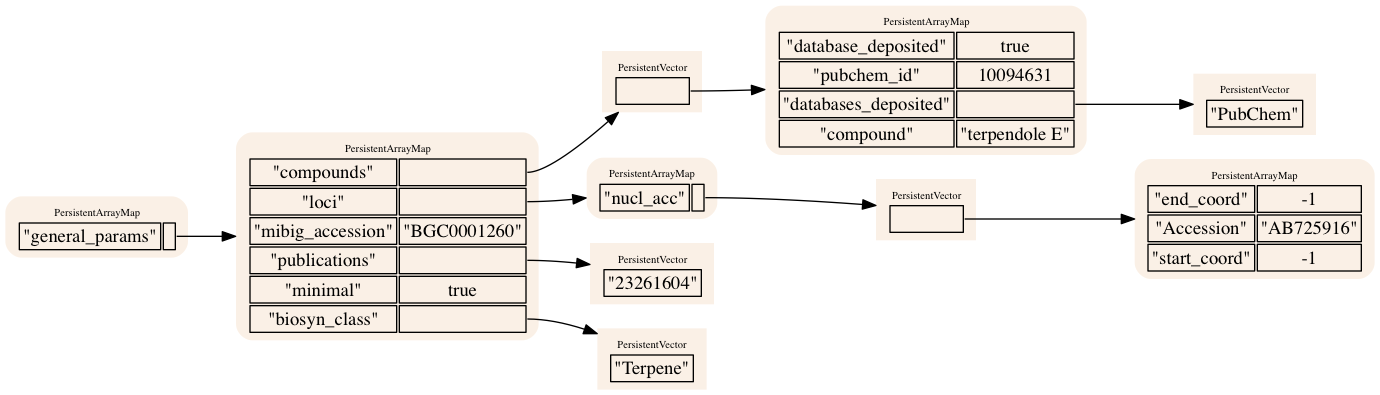 PersistentArrayMap
"general_params"
PersistentArrayMap
"compounds"
"loci"
"mibig_accession" "BGC0001260"
"publications"
"minimal" true
"biosyn_class"
PersistentVector
PersistentArrayMap
"database_deposited" true
"pubchem_id" 10094631
"databases_deposited"
"compound" "terpendole E"
PersistentVector
"PubChem"
PersistentArrayMap
"nucl_acc"
PersistentVector
PersistentArrayMap
"end_coord" -1
"Accession" "AB725916"
"start_coord" -1
PersistentVector
"23261604"
PersistentVector
"Terpene"